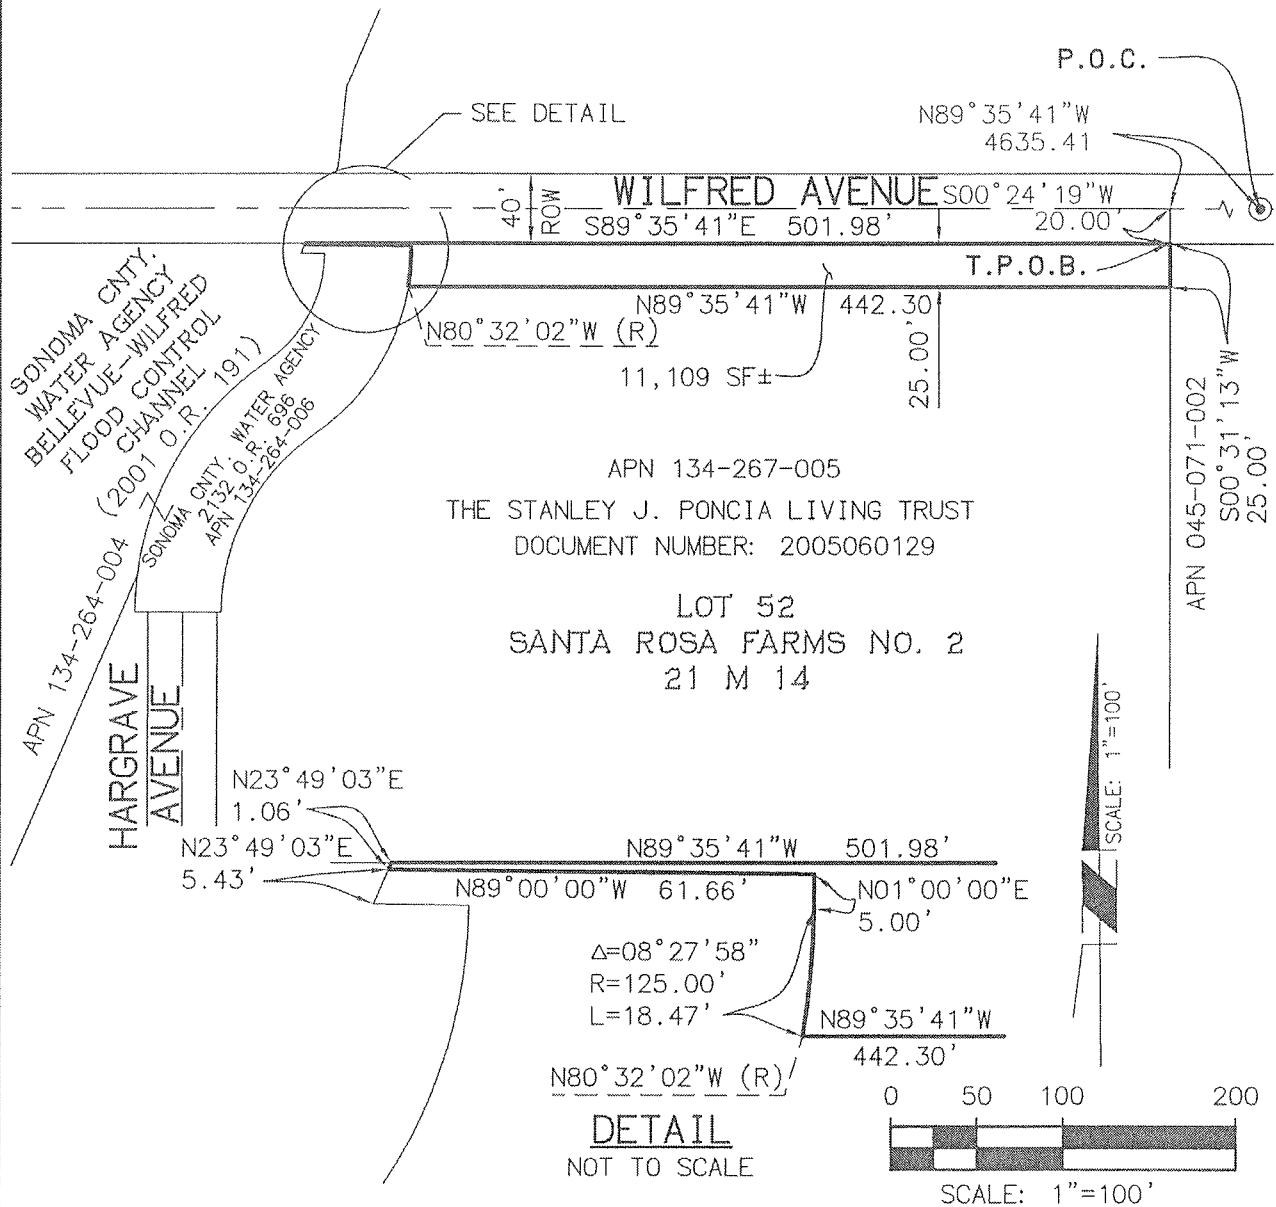 P.O.C.
SEE DETAIL
N89°35'41"W
4635.41
40'
ROW
WILFRED AVENUE
S00°24'19"W
20.00'
S89°35'41"E 501.98'
T.P.O.B.
N89°35'41"W 442.30'
N80°32'02"W (R)
11,109 SF±
25.00'
S00°31'13"W
25.00'
APN 045-071-002
SONOMA CNTY.
WATER AGENCY
BELLEVUE-WILFRED
FLOOD CONTROL
CHANNEL
(2001 O.R. 191)
SONOMA CNTY. WATER AGENCY
2132 O.R. 696
APN 134-264-006
APN 134-264-004
APN 134-267-005
THE STANLEY J. PONCIA LIVING TRUST
DOCUMENT NUMBER: 2005060129
LOT 52
SANTA ROSA FARMS NO. 2
21 M 14
HARGRAVE
AVENUE
SCALE: 1"=100'
N23°49'03"E
1.06'
N23°49'03"E
5.43'
N89°35'41"W 501.98'
N89°00'00"W 61.66'
N01°00'00"E
5.00'
Δ=08°27'58"
R=125.00'
L=18.47'
N89°35'41"W
442.30'
N80°32'02"W (R)
DETAIL
NOT TO SCALE
0 50 100 200
SCALE: 1"=100'